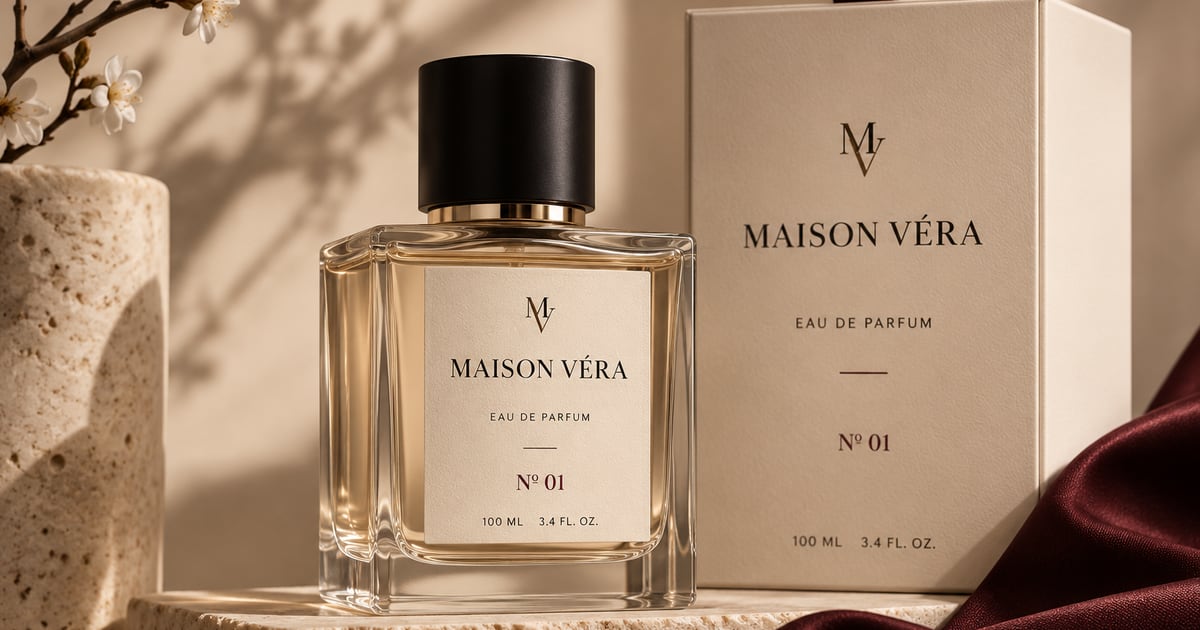 MV
MAISON VÉRA
EAU DE PARFUM
Nº 01
100 ML 3.4 FL. OZ.
MV
MAISON VÉRA
EAU DE PARFUM
Nº 01
100 ML 3.4 FL. OZ.